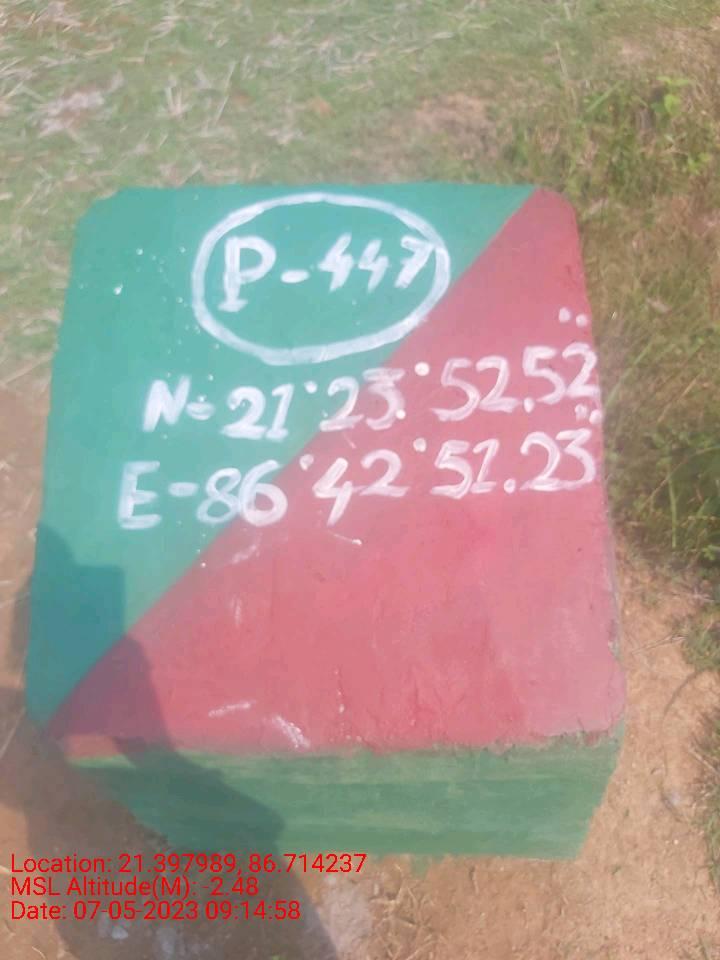 P-447
N-21°23'52.52"
E-86°42'51.23"
Location: 21.397989, 86.714237
MSL Altitude(M): -2.48
Date: 07-05-2023 09:14:58